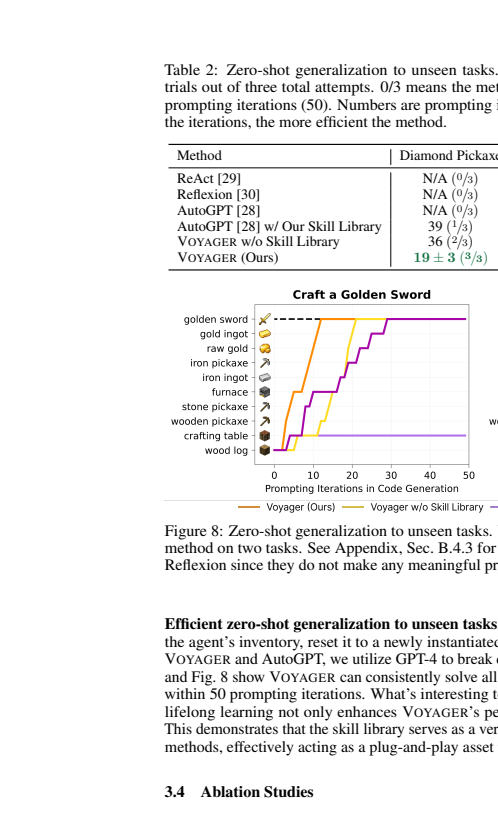 Table 2: Zero-shot generalization to unseen tasks.
trials out of three total attempts. 0/3 means the met
prompting iterations (50). Numbers are prompting i
the iterations, the more efficient the method.
Method Diamond Pickaxe
ReAct [29] N/A (0/3)
Reflexion [30] N/A (0/3)
AutoGPT [28] N/A (0/3)
AutoGPT [28] w/ Our Skill Library 39 (1/3)
VOYAGER w/o Skill Library 36 (2/3)
VOYAGER (Ours) 19 ± 3 (3/3)
Craft a Golden Sword
golden sword
gold ingot
raw gold
iron pickaxe
iron ingot
furnace
stone pickaxe
wooden pickaxe
crafting table
wood log
0 10 20 30 40 50
Prompting Iterations in Code Generation
Voyager (Ours) Voyager w/o Skill Library
Figure 8: Zero-shot generalization to unseen tasks.
method on two tasks. See Appendix, Sec. B.4.3 for
Reflexion since they do not make any meaningful pr
Efficient zero-shot generalization to unseen tasks
the agent's inventory, reset it to a newly instantiated
VOYAGER and AutoGPT, we utilize GPT-4 to break
and Fig. 8 show VOYAGER can consistently solve all
within 50 prompting iterations. What's interesting t
lifelong learning not only enhances VOYAGER's pe
This demonstrates that the skill library serves as a ver
methods, effectively acting as a plug-and-play asset
3.4 Ablation Studies